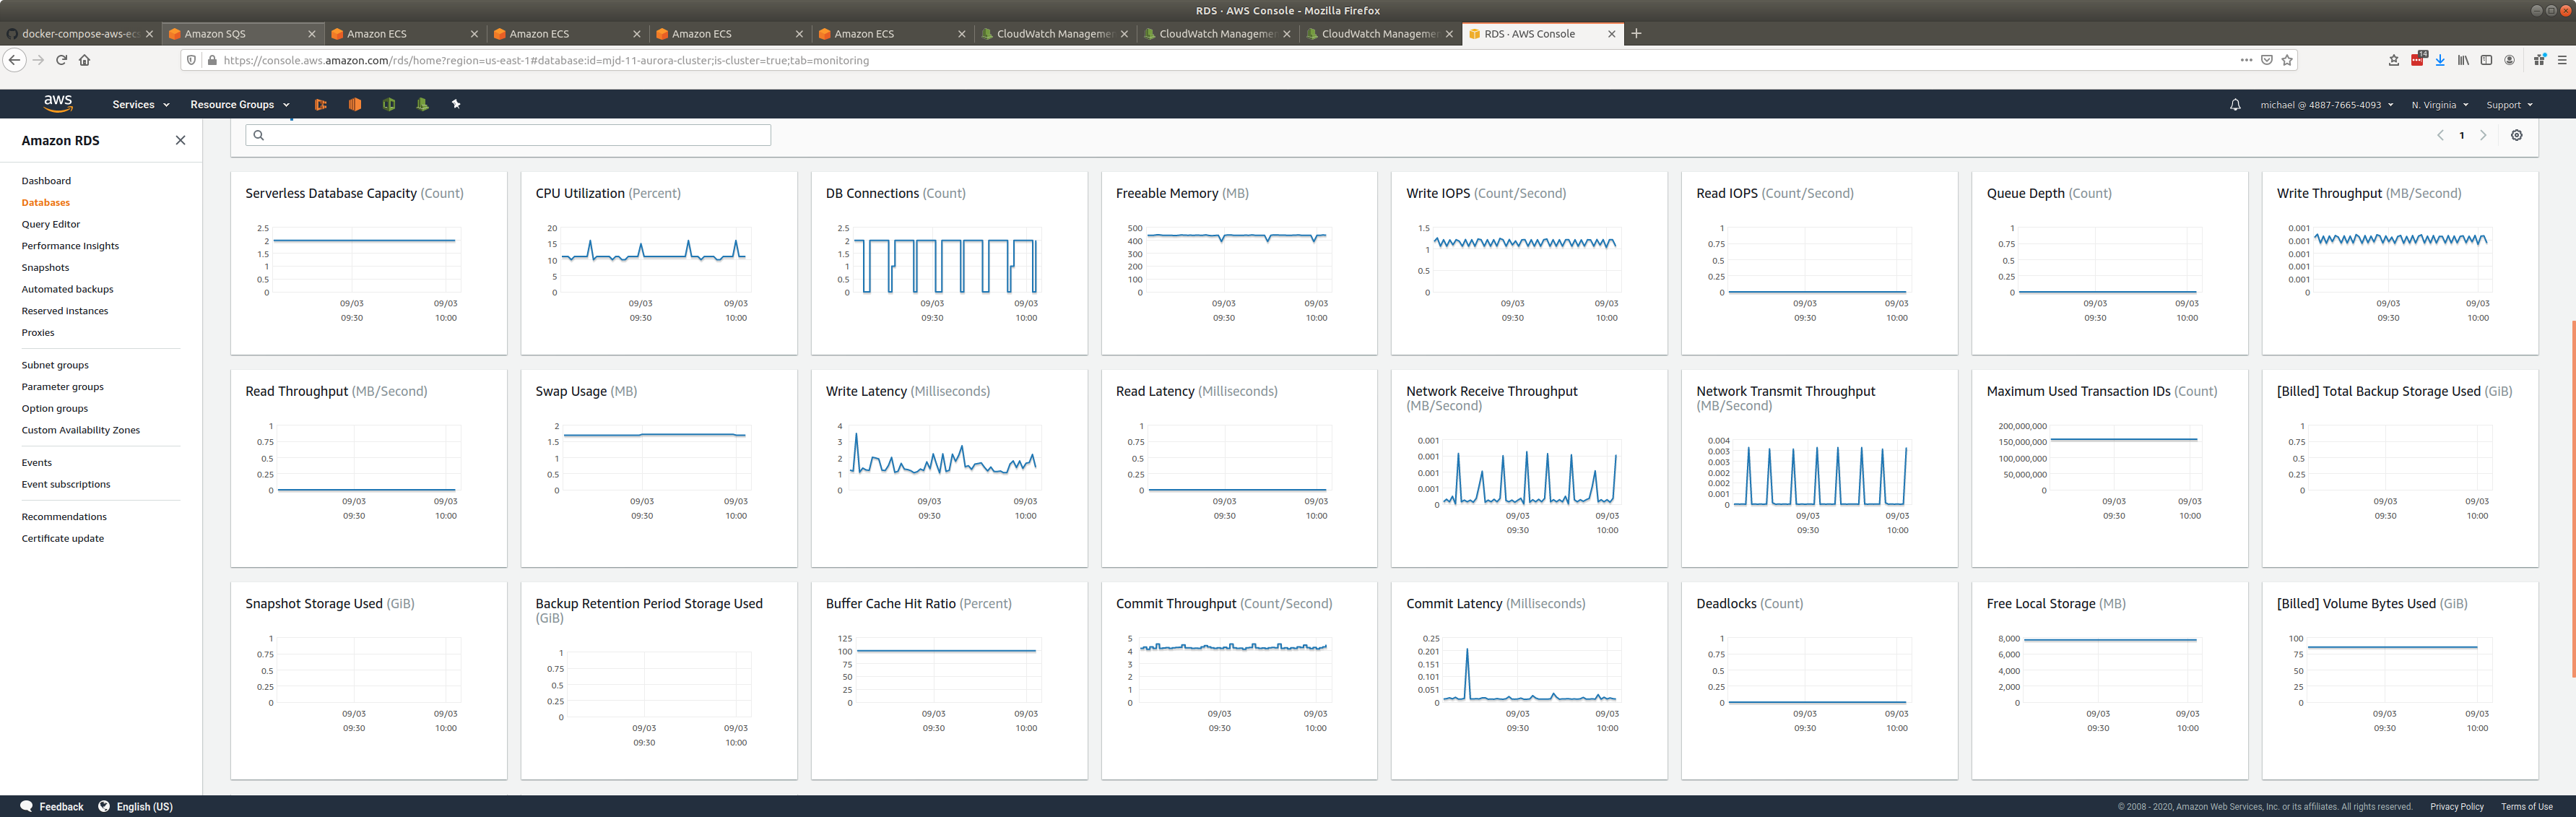 RDS · AWS Console - Mozilla Firefox
docker-compose-aws-ec
Amazon SQS
Amazon ECS
Amazon ECS
Amazon ECS
Amazon ECS
CloudWatch Managemen
CloudWatch Managemen
CloudWatch Managemen
RDS · AWS Console
https://console.aws.amazon.com/rds/home?region=us-east-1#database:id=mjd-11-aurora-cluster;is-cluster=true;tab=monitoring
14
aws
Services
Resource Groups
michael @ 4887-7665-4093
N. Virginia
Support
Amazon RDS
Dashboard
Databases
Query Editor
Performance Insights
Snapshots
Automated backups
Reserved instances
Proxies
Subnet groups
Parameter groups
Option groups
Custom Availability Zones
Events
Event subscriptions
Recommendations
Certificate update
1
Serverless Database Capacity (Count)
2.5
2
1.5
1
0.5
0
09/03 09/03
09:30 10:00
CPU Utilization (Percent)
20
15
10
5
0
09/03 09/03
09:30 10:00
DB Connections (Count)
2.5
2
1.5
1
0.5
0
09/03 09/03
09:30 10:00
Freeable Memory (MB)
500
400
300
200
100
0
09/03 09/03
09:30 10:00
Write IOPS (Count/Second)
1.5
1
0.5
0
09/03 09/03
09:30 10:00
Read IOPS (Count/Second)
1
0.75
0.5
0.25
0
09/03 09/03
09:30 10:00
Queue Depth (Count)
1
0.75
0.5
0.25
0
09/03 09/03
09:30 10:00
Write Throughput (MB/Second)
0.001
0.001
0.001
0.001
0.001
0
09/03 09/03
09:30 10:00
Read Throughput (MB/Second)
1
0.75
0.5
0.25
0
09/03 09/03
09:30 10:00
Swap Usage (MB)
2
1.5
1
0.5
0
09/03 09/03
09:30 10:00
Write Latency (Milliseconds)
4
3
2
1
0
09/03 09/03
09:30 10:00
Read Latency (Milliseconds)
1
0.75
0.5
0.25
0
09/03 09/03
09:30 10:00
Network Receive Throughput
(MB/Second)
0.001
0.001
0.001
0.001
0
09/03 09/03
09:30 10:00
Network Transmit Throughput
(MB/Second)
0.004
0.003
0.003
0.002
0.002
0.001
0
09/03 09/03
09:30 10:00
Maximum Used Transaction IDs (Count)
200,000,000
150,000,000
100,000,000
50,000,000
0
09/03 09/03
09:30 10:00
[Billed] Total Backup Storage Used (GiB)
1
0.75
0.5
0.25
0
09/03 09/03
09:30 10:00
Snapshot Storage Used (GiB)
1
0.75
0.5
0.25
0
09/03 09/03
09:30 10:00
Backup Retention Period Storage Used
(GiB)
1
0.75
0.5
0.25
0
09/03 09/03
09:30 10:00
Buffer Cache Hit Ratio (Percent)
125
100
75
50
25
0
09/03 09/03
09:30 10:00
Commit Throughput (Count/Second)
5
4
3
2
1
0
09/03 09/03
09:30 10:00
Commit Latency (Milliseconds)
0.25
0.201
0.151
0.101
0.051
0
09/03 09/03
09:30 10:00
Deadlocks (Count)
1
0.75
0.5
0.25
0
09/03 09/03
09:30 10:00
Free Local Storage (MB)
8,000
6,000
4,000
2,000
0
09/03 09/03
09:30 10:00
[Billed] Volume Bytes Used (GiB)
100
75
50
25
0
09/03 09/03
09:30 10:00
Feedback
English (US)
© 2008 - 2020, Amazon Web Services, Inc. or its affiliates. All rights reserved.
Privacy Policy
Terms of Use